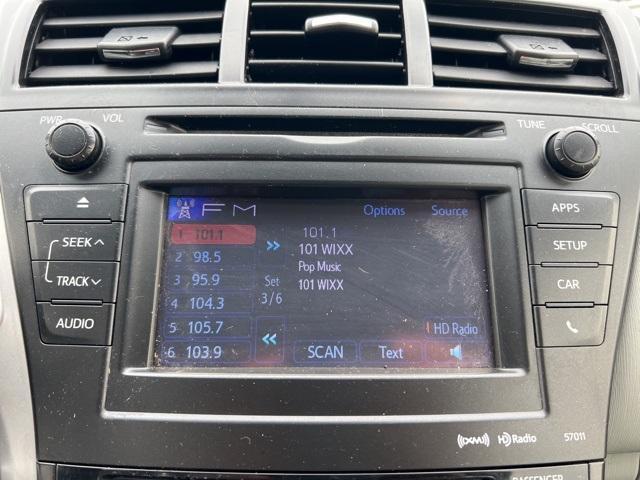 PWR VOL
TUNE SCROLL
SEEK
TRACK
AUDIO
FM Options Source
1 101.1
2 98.5
3 95.9
4 104.3
5 105.7
6 103.9
Set
3/6
101.1
101 WIXX
Pop Music
101 WIXX
HD Radio
SCAN Text
APPS
SETUP
CAR
((XM)) HD Radio 57011
PASSENGER